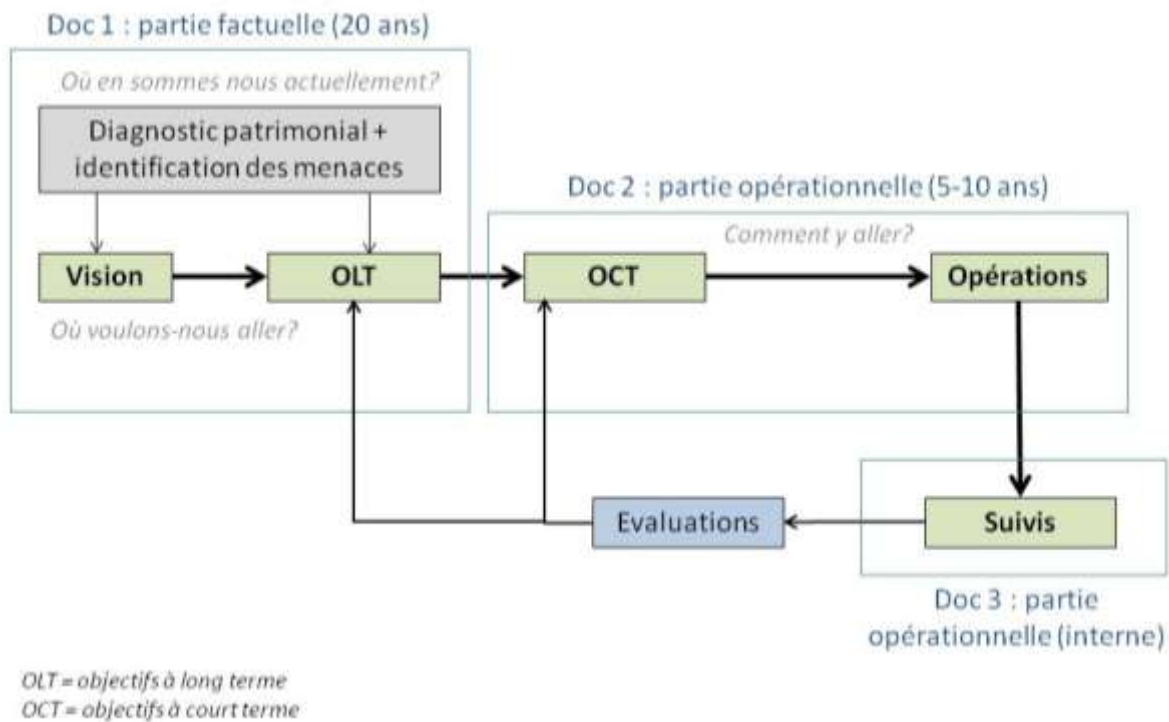 Doc 1 : partie factuelle (20 ans)
Où en sommes nous actuellement?
Diagnostic patrimonial +
identification des menaces
Doc 2 : partie opérationnelle (5-10 ans)
Comment y aller?
Vision
OLT
OCT
Opérations
Où voulons-nous aller?
Evaluations
Suivis
Doc 3 : partie
opérationnelle (interne)
OLT = objectifs à long terme
OCT = objectifs à court terme